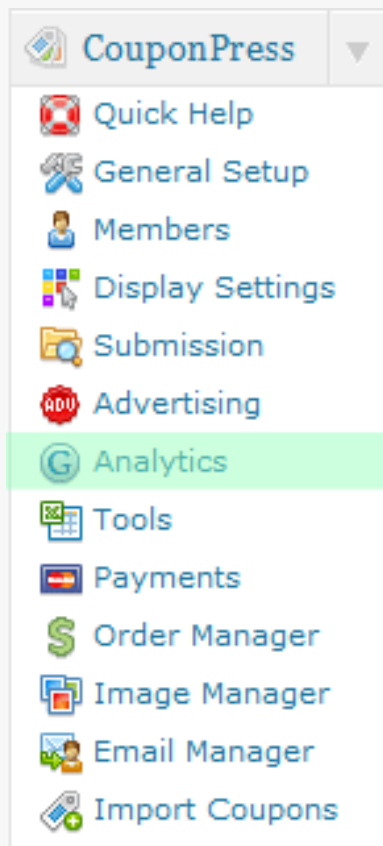 CouponPress
Quick Help
General Setup
Members
Display Settings
Submission
ADV Advertising
G Analytics
Tools
Payments
Order Manager
Image Manager
Email Manager
Import Coupons